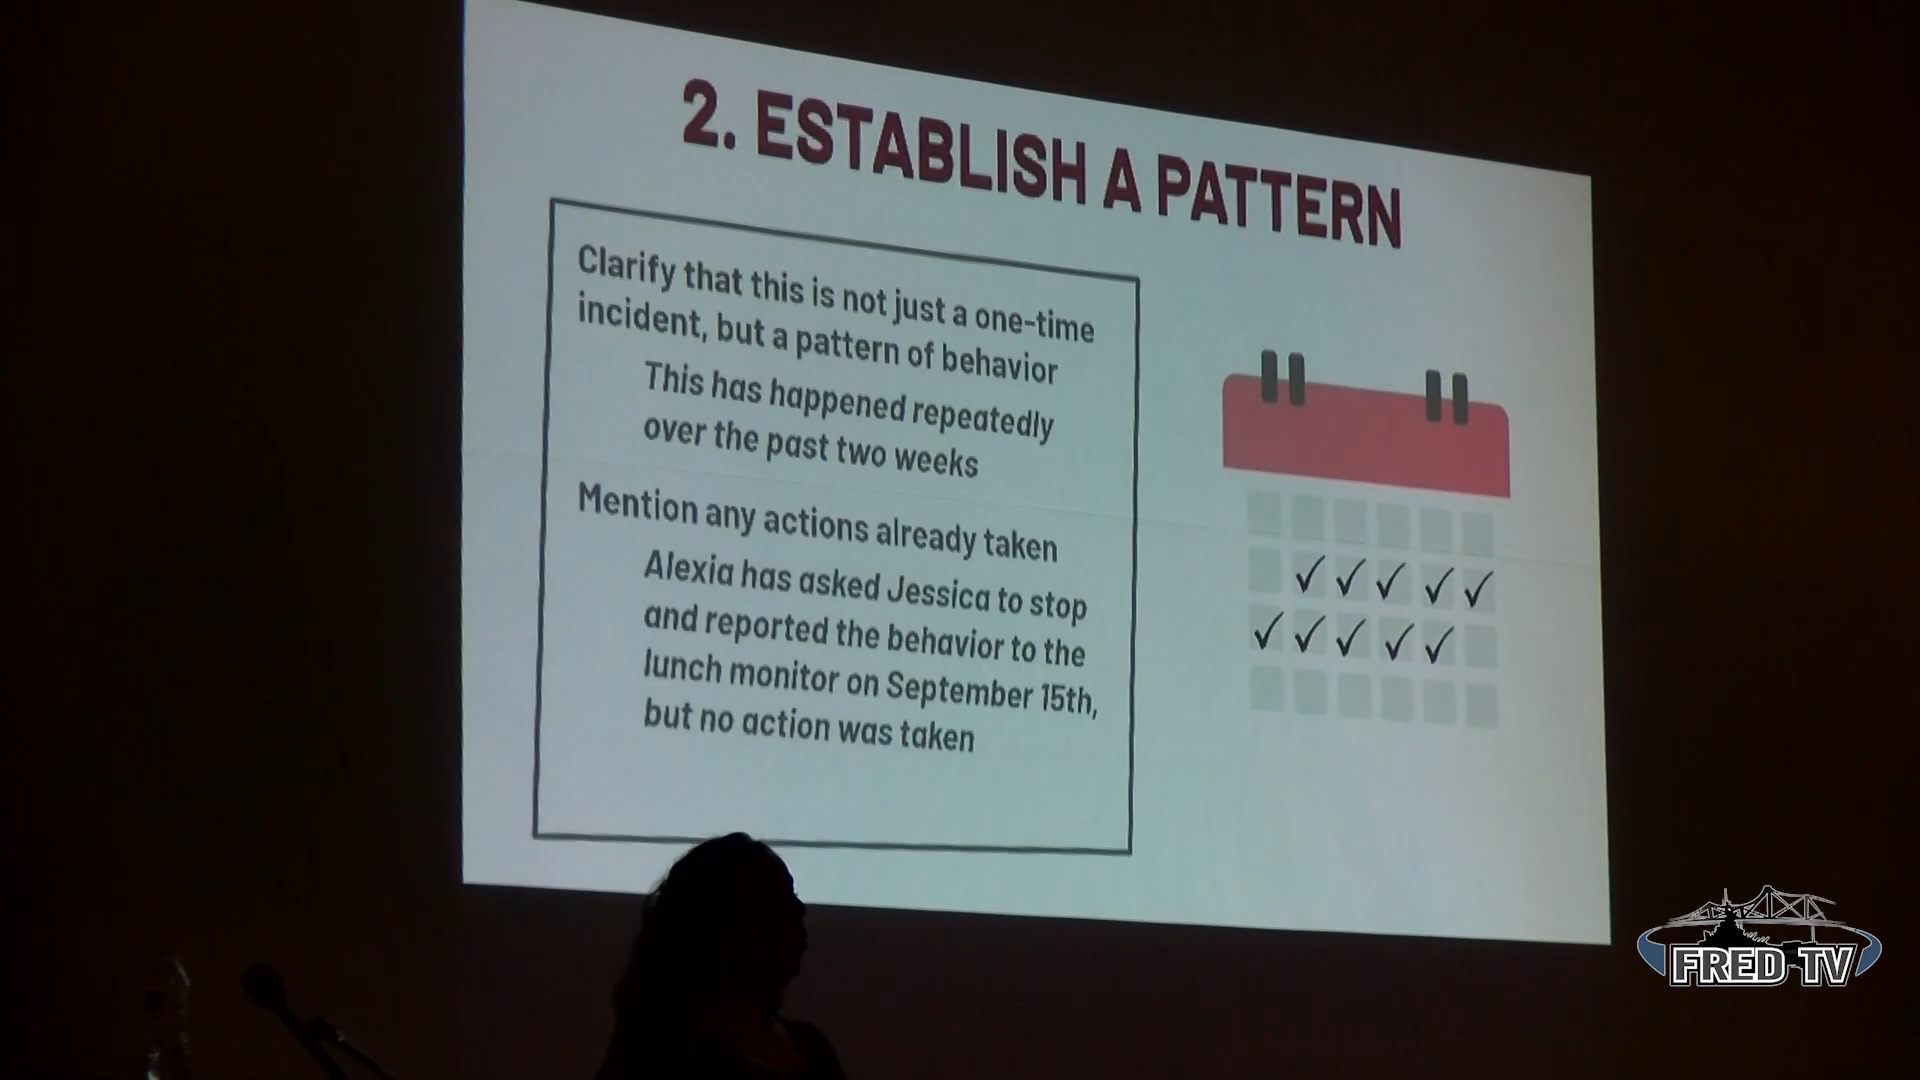 2. ESTABLISH A PATTERN
Clarify that this is not just a one-time
incident, but a pattern of behavior
This has happened repeatedly
over the past two weeks
Mention any actions already taken
Alexia has asked Jessica to stop
and reported the behavior to the
lunch monitor on September 15th,
but no action was taken
FRED TV